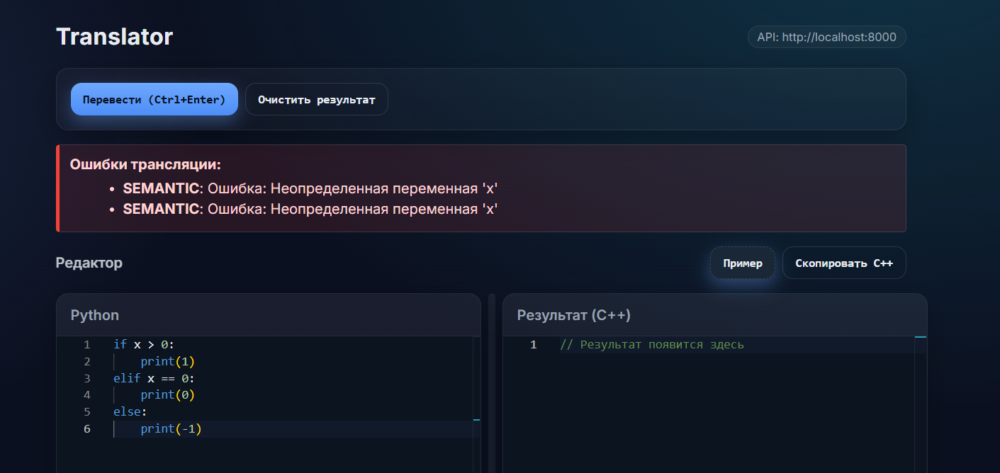 Translator
API: http://localhost:8000
Перевести (Ctrl+Enter)
Очистить результат
Ошибки трансляции:
• SEMANTIC: Ошибка: Неопределенная переменная 'x'
• SEMANTIC: Ошибка: Неопределенная переменная 'x'
Редактор
Пример
Скопировать C++
Python
1 if x > 0:
2     print(1)
3 elif x == 0:
4     print(0)
5 else:
6     print(-1)
Результат (C++)
1 // Результат появится здесь